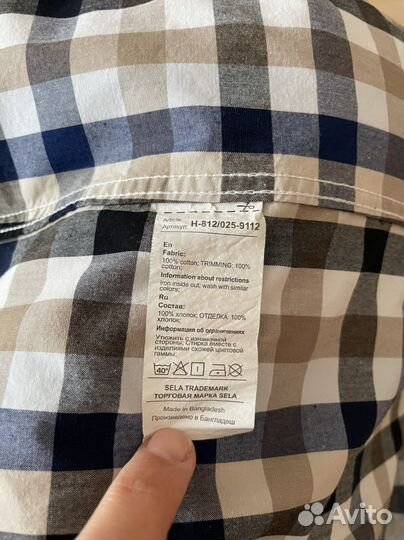 Article:
Артикул: H-812/025-9112
En
Fabric:
100% cotton; TRIMMING: 100%
cotton;
Information about restrictions
Iron inside out; wash with similar
colors;
Ru
Состав:
100% хлопок; ОТДЕЛКА: 100%
хлопок;
Информация об ограничениях
Утюжить с изнаночной
стороны; Стирка вместе с
изделиями схожей цветовой
гаммы;
40°
SELA TRADEMARK
ТОРГОВАЯ МАРКА SELA
Made in Bangladesh
Произведено в Бангладеш
Avito